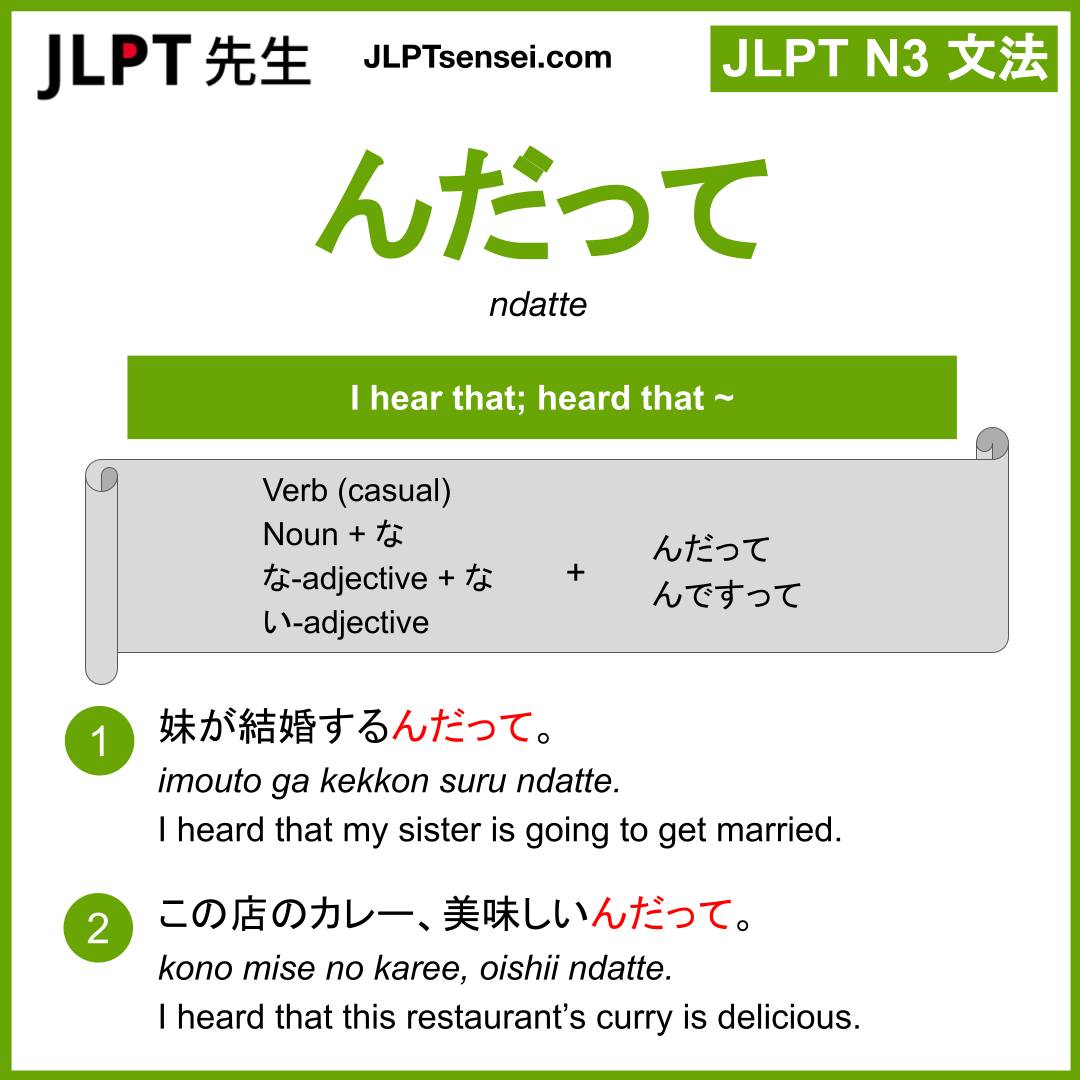 JLPT 先生
JLPTsensei.com
JLPT N3 文法
んだって
ndatte
I hear that; heard that ~
Verb (casual)
Noun + な
な-adjective + な
い-adjective
+
んだって
んですって
1
妹が結婚するんだって。
imouto ga kekkon suru ndatte.
I heard that my sister is going to get married.
2
この店のカレー、美味しいんだって。
kono mise no karee, oishii ndatte.
I heard that this restaurant’s curry is delicious.